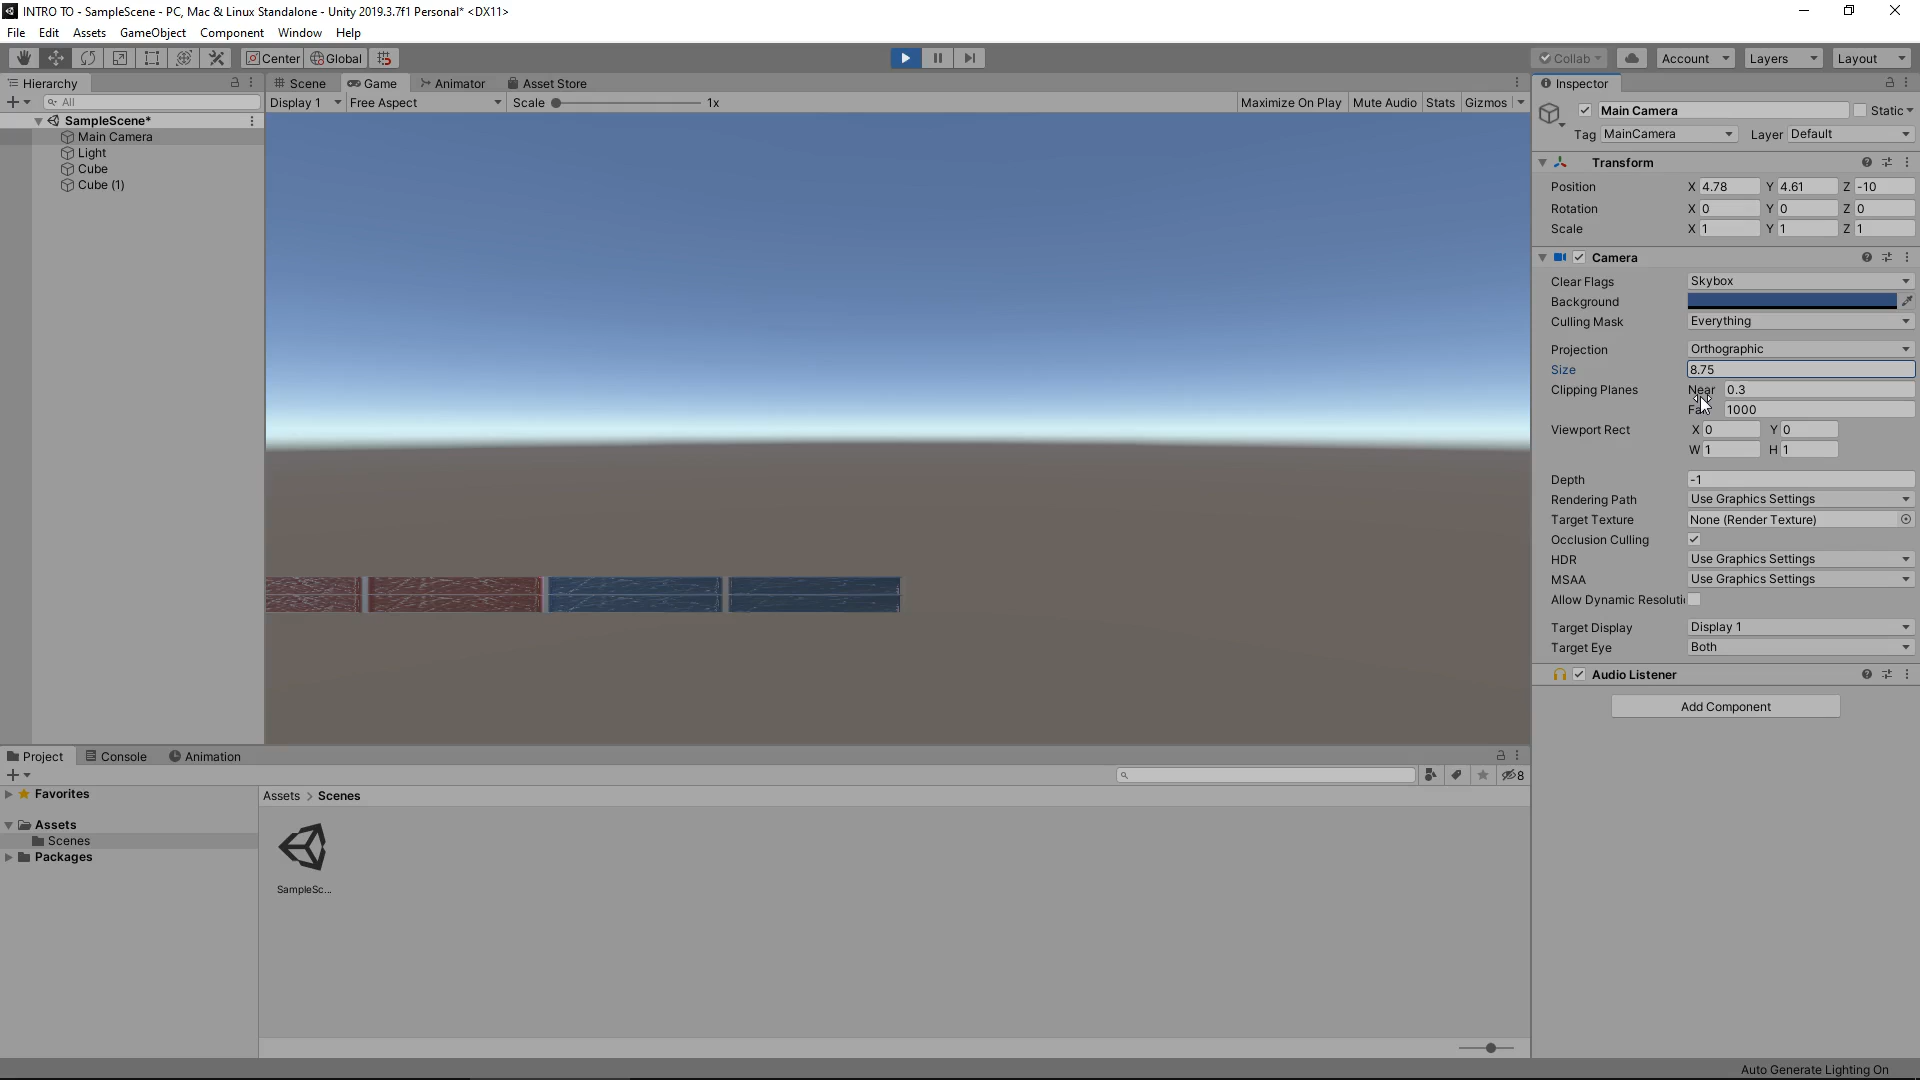 INTRO TO - SampleScene - PC, Mac & Linux Standalone - Unity 2019.3.7f1 Personal* <DX11>
File Edit Assets GameObject Component Window Help
Center Global Collab Account Layers Layout
Hierarchy
All
SampleScene*
Main Camera
Light
Cube
Cube (1)
Scene Game Animator Asset Store
Display 1 Free Aspect Scale 1x Maximize On Play Mute Audio Stats Gizmos
Inspector
Main Camera Static
Tag MainCamera Layer Default
Transform
Position X 4.78 Y 4.61 Z -10
Rotation X 0 Y 0 Z 0
Scale X 1 Y 1 Z 1
Camera
Clear Flags Skybox
Background
Culling Mask Everything
Projection Orthographic
Size 8.75
Clipping Planes Near 0.3
1000
Viewport Rect X 0 Y 0
W 1 H 1
Depth -1
Rendering Path Use Graphics Settings
Target Texture None (Render Texture)
Occlusion Culling
HDR Use Graphics Settings
MSAA Use Graphics Settings
Allow Dynamic Resoluti
Target Display Display 1
Target Eye Both
Audio Listener
Add Component
Project Console Animation
8
Favorites
Assets
Scenes
Packages
Assets > Scenes
SampleSc...
Auto Generate Lighting On